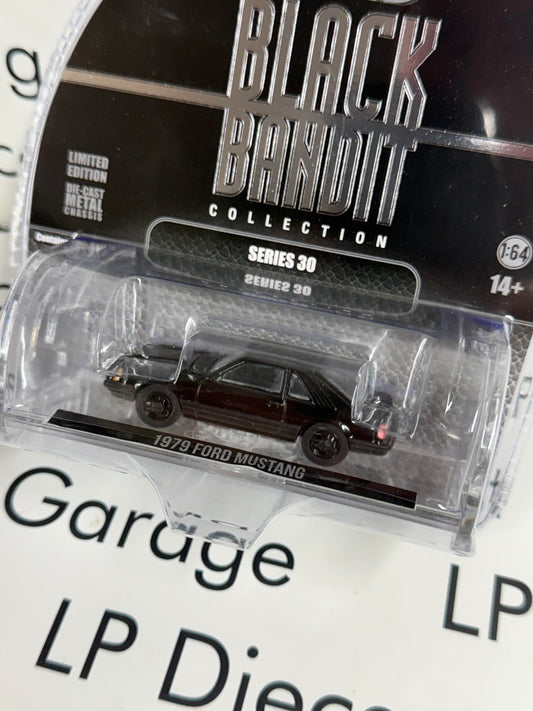 BLACK
BANDIT
COLLECTION
LIMITED
EDITION
DIE-CAST
METAL
CHASSIS
SERIES 30
SERIES 30
1:64
14+
1979 FORD MUSTANG
Garage
LP
LP